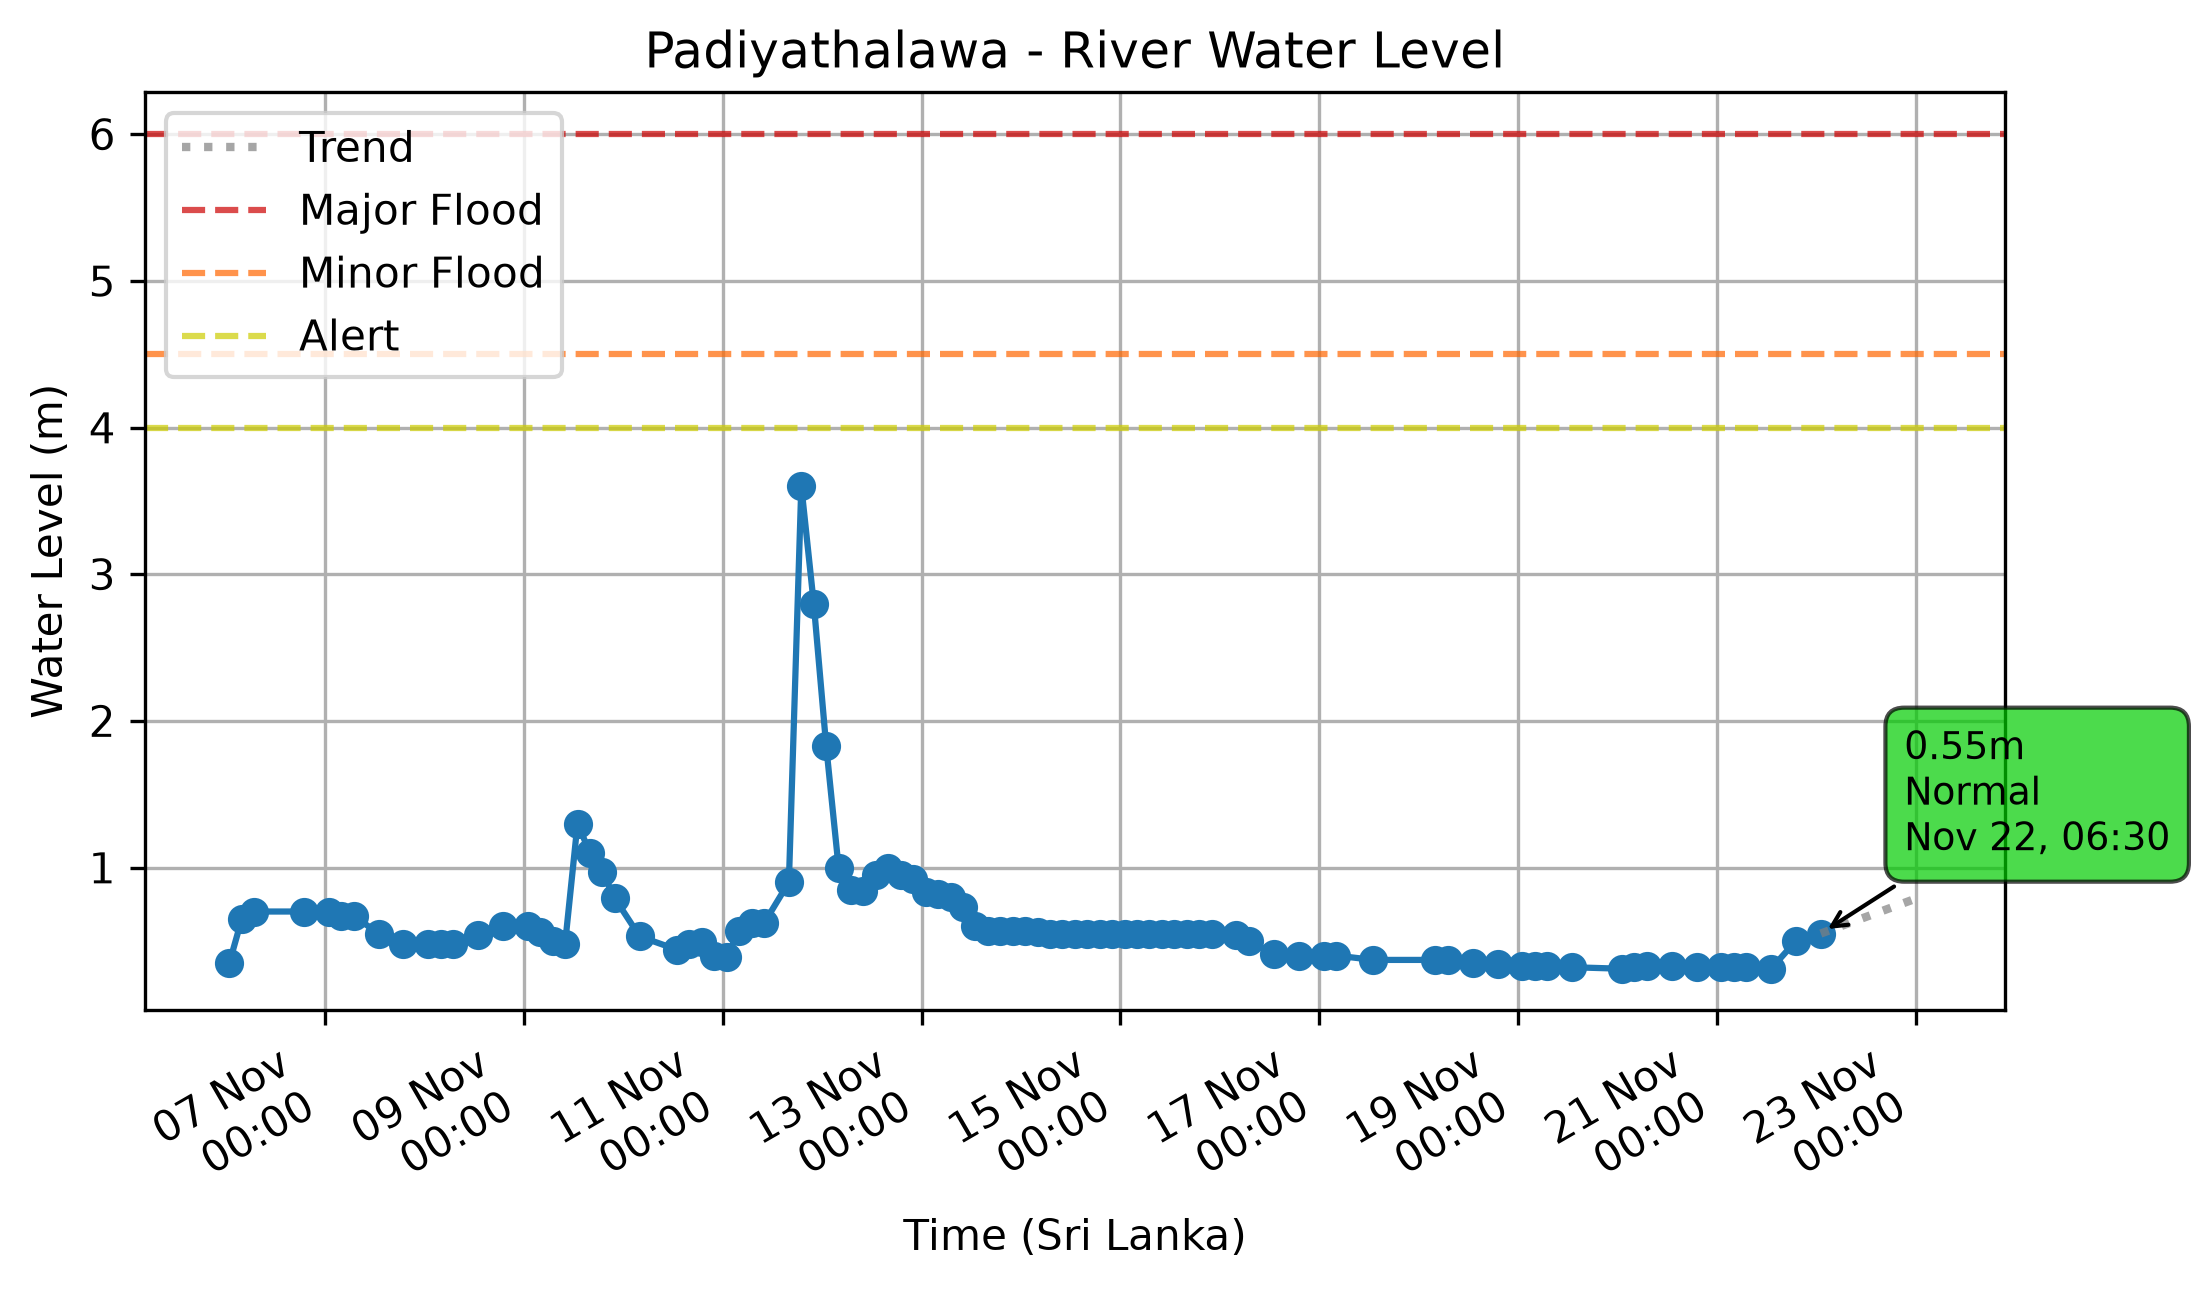 Padiyathalawa - River Water Level
Trend
Major Flood
Minor Flood
Alert
Water Level (m)
6
5
4
3
2
1
0.55m
Normal
Nov 22, 06:30
07 Nov
00:00
09 Nov
00:00
11 Nov
00:00
13 Nov
00:00
15 Nov
00:00
17 Nov
00:00
19 Nov
00:00
21 Nov
00:00
23 Nov
00:00
Time (Sri Lanka)